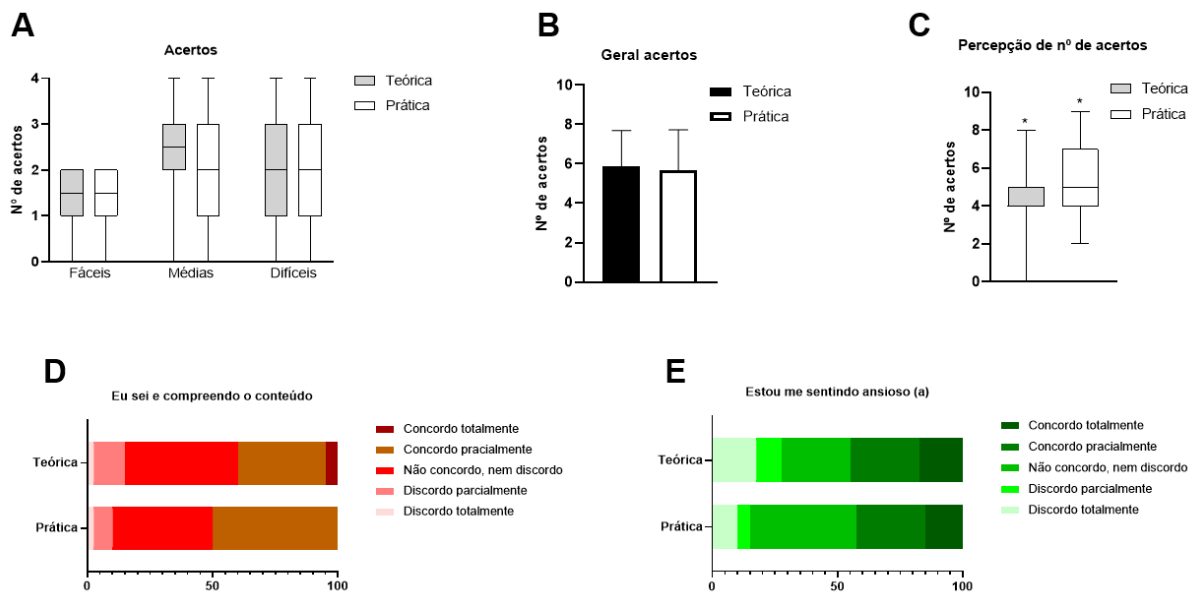 A
Acertos
Teórica
Prática
Nº de acertos
4
3
2
1
0
Fáceis
Médias
Difíceis
B
Geral acertos
Teórica
Prática
Nº de acertos
10
8
6
4
2
0
C
Percepção de nº de acertos
Teórica
Prática
Nº de acertos
10
8
6
4
2
0
*
*
D
Eu sei e compreendo o conteúdo
Teórica
Prática
0
50
100
Concordo totalmente
Concordo pracialmente
Não concordo, nem discordo
Discordo parcialmente
Discordo totalmente
E
Estou me sentindo ansioso (a)
Teórica
Prática
0
50
100
Concordo totalmente
Concordo pracialmente
Não concordo, nem discordo
Discordo parcialmente
Discordo totalmente